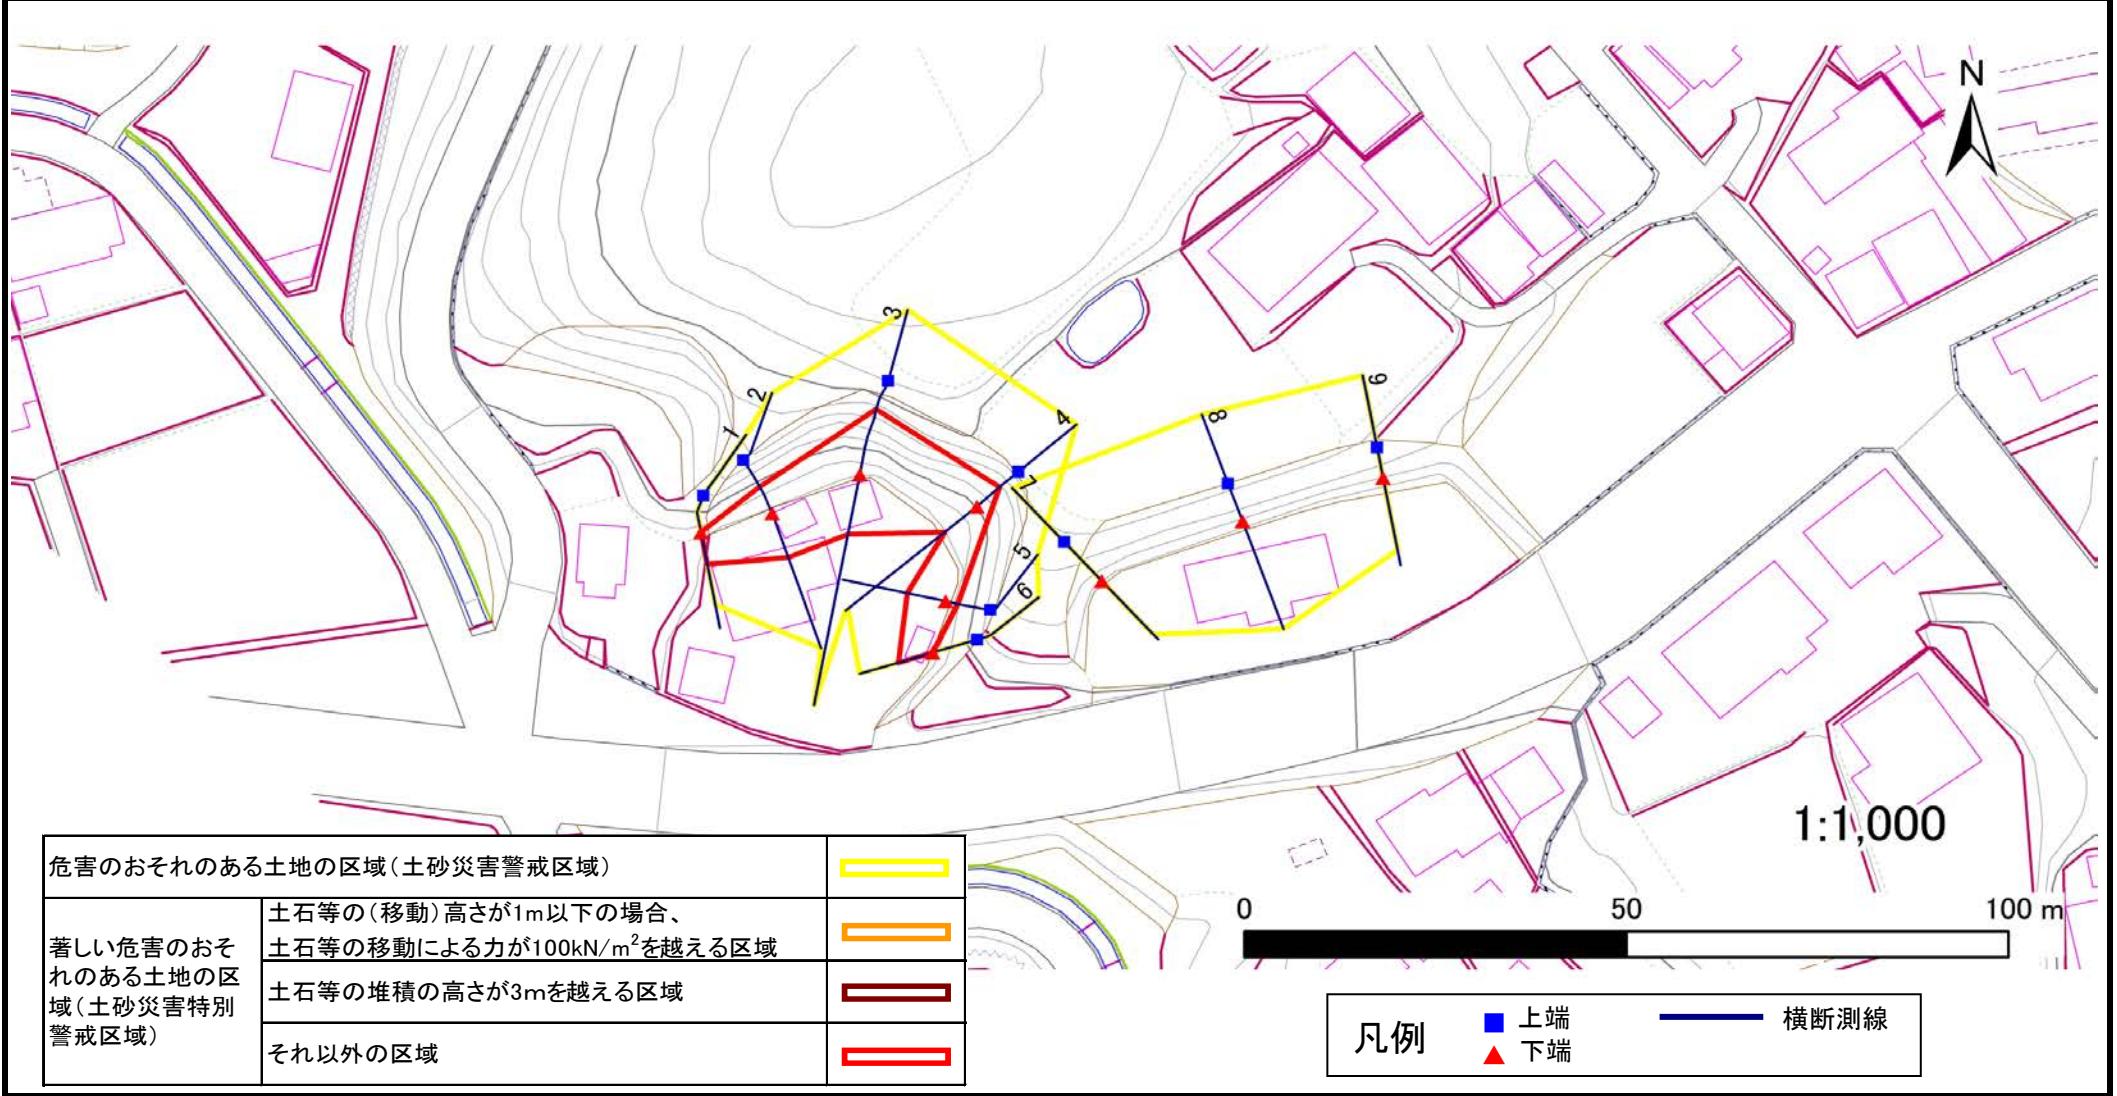 N
3
2
1
4
7
5
6
8
9
1:1,000
0 50 100 m
危害のおそれのある土地の区域(土砂災害警戒区域)
著しい危害のおそ
れのある土地の区
域(土砂災害特別
警戒区域)
土石等の(移動)高さが1m以下の場合、
土石等の移動による力が100kN/m²を越える区域
土石等の堆積の高さが3mを越える区域
それ以外の区域
凡例
上端
下端
横断測線